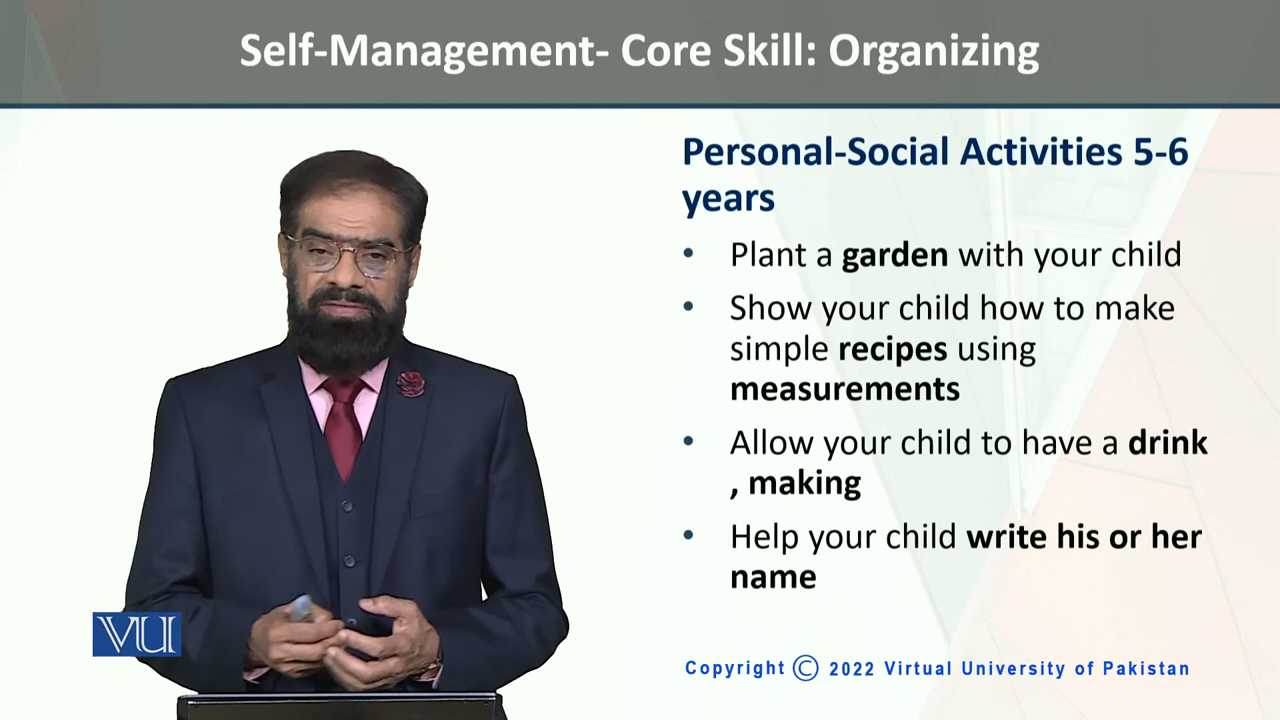 Self-Management- Core Skill: Organizing
Personal-Social Activities 5-6
years
• Plant a garden with your child
• Show your child how to make
simple recipes using
measurements
• Allow your child to have a drink
, making
• Help your child write his or her
name
VU
Copyright © 2022 Virtual University of Pakistan